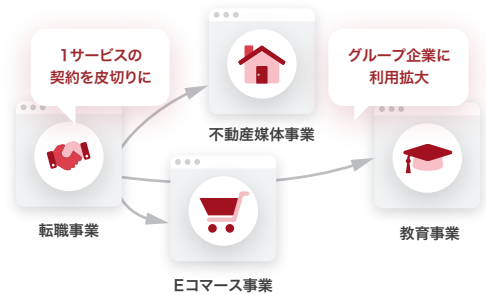 1サービスの
契約を皮切りに
グループ企業に
利用拡大
不動産媒体事業
転職事業
教育事業
Eコマース事業